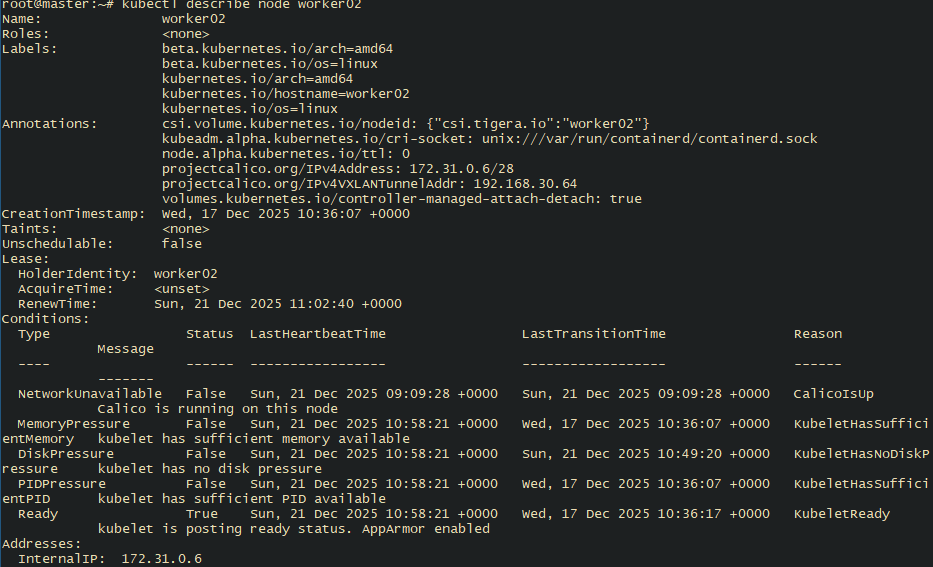 root@master:~# kubectl describe node worker02
Name:               worker02
Roles:              <none>
Labels:             beta.kubernetes.io/arch=amd64
                    beta.kubernetes.io/os=linux
                    kubernetes.io/arch=amd64
                    kubernetes.io/hostname=worker02
                    kubernetes.io/os=linux
Annotations:        csi.volume.kubernetes.io/nodeid: {"csi.tigera.io":"worker02"}
                    kubeadm.alpha.kubernetes.io/cri-socket: unix:///var/run/containerd/containerd.sock
                    node.alpha.kubernetes.io/ttl: 0
                    projectcalico.org/IPv4Address: 172.31.0.6/28
                    projectcalico.org/IPv4VXLANTunnelAddr: 192.168.30.64
                    volumes.kubernetes.io/controller-managed-attach-detach: true
CreationTimestamp:  Wed, 17 Dec 2025 10:36:07 +0000
Taints:             <none>
Unschedulable:      false
Lease:
  HolderIdentity:  worker02
  AcquireTime:     <unset>
  RenewTime:       Sun, 21 Dec 2025 11:02:40 +0000
Conditions:
  Type                 Status  LastHeartbeatTime                 LastTransitionTime                Reason
            Message
  ----                 ------  -----------------                 ------------------                ------
            -------
  NetworkUnavailable   False   Sun, 21 Dec 2025 09:09:28 +0000   Sun, 21 Dec 2025 09:09:28 +0000   CalicoIsUp
            Calico is running on this node
  MemoryPressure       False   Sun, 21 Dec 2025 10:58:21 +0000   Wed, 17 Dec 2025 10:36:07 +0000   KubeletHasSuffici
entMemory   kubelet has sufficient memory available
  DiskPressure         False   Sun, 21 Dec 2025 10:58:21 +0000   Sun, 21 Dec 2025 10:49:20 +0000   KubeletHasNoDiskP
ressure     kubelet has no disk pressure
  PIDPressure          False   Sun, 21 Dec 2025 10:58:21 +0000   Wed, 17 Dec 2025 10:36:07 +0000   KubeletHasSuffici
entPID      kubelet has sufficient PID available
  Ready                True    Sun, 21 Dec 2025 10:58:21 +0000   Wed, 17 Dec 2025 10:36:17 +0000   KubeletReady
            kubelet is posting ready status. AppArmor enabled
Addresses:
  InternalIP:  172.31.0.6